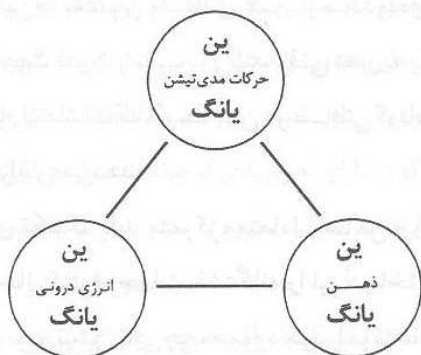 ین
حرکات مدی‌تیشن
یانگ
ین
ذهـــن
یانگ
ین
انرژی درونی
یانگ